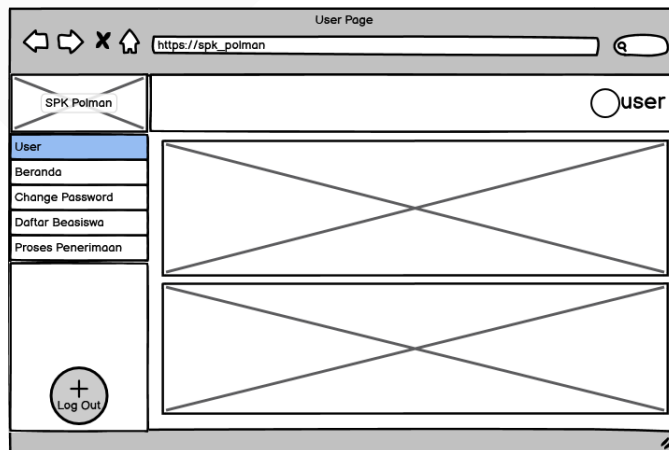 User Page
https://spk_polman
SPK Polman
user
User
Beranda
Change Password
Daftar Beasiswa
Proses Penerimaan
Log Out